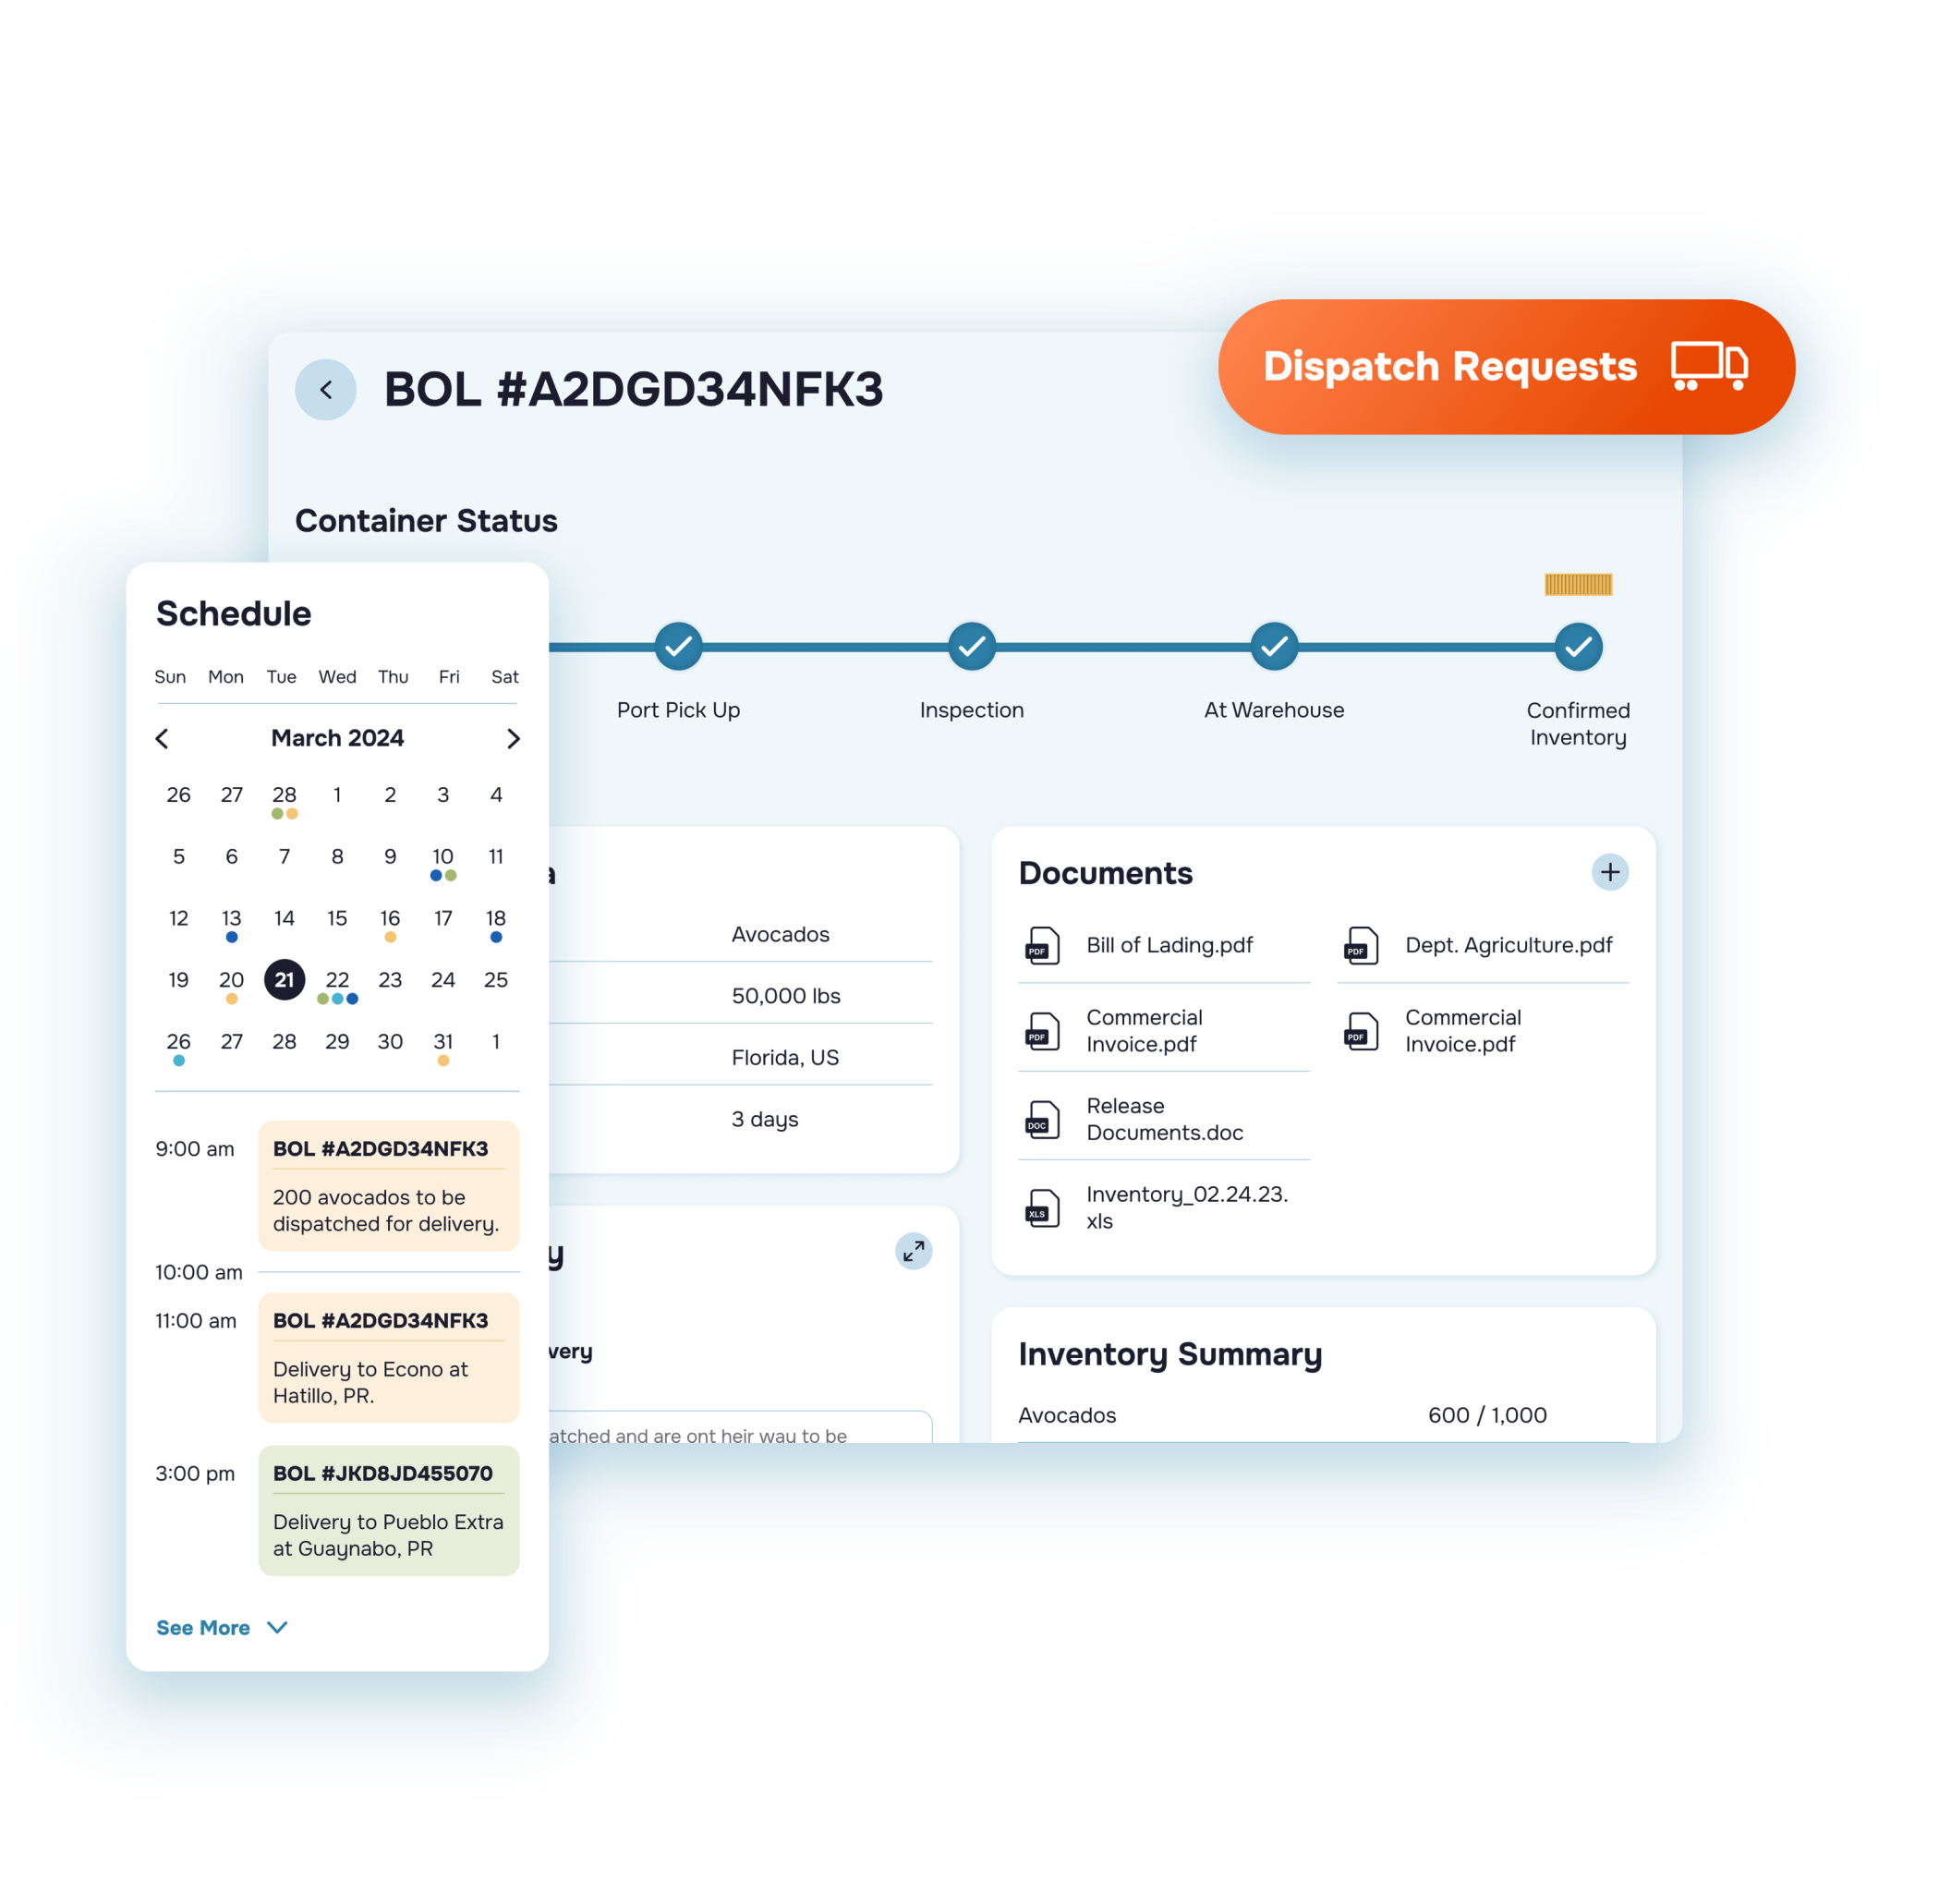 BOL #A2DGD34NFK3
Dispatch Requests
Container Status
Port Pick Up
Inspection
At Warehouse
Confirmed
Inventory
Schedule
Sun Mon Tue Wed Thu Fri Sat
March 2024
26 27 28 1 2 3 4
5 6 7 8 9 10 11
12 13 14 15 16 17 18
19 20 21 22 23 24 25
26 27 28 29 30 31 1
9:00 am
BOL #A2DGD34NFK3
200 avocados to be
dispatched for delivery.
10:00 am
11:00 am
BOL #A2DGD34NFK3
Delivery to Econo at
Hatillo, PR.
3:00 pm
BOL #JKD8JD455070
Delivery to Pueblo Extra
at Guaynabo, PR
See More
a
Avocados
50,000 lbs
Florida, US
3 days
y
very
atched and are ont heir way to be
Documents
PDF Bill of Lading.pdf
PDF Dept. Agriculture.pdf
PDF Commercial
Invoice.pdf
PDF Commercial
Invoice.pdf
DOC Release
Documents.doc
XLS Inventory_02.24.23.
xls
Inventory Summary
Avocados 600 / 1,000